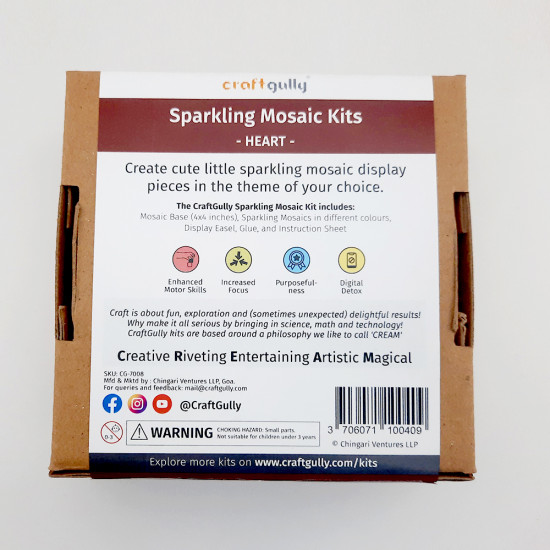 craftgully
Sparkling Mosaic Kits
- HEART -
Create cute little sparkling mosaic display
pieces in the theme of your choice.
The CraftGully Sparkling Mosaic Kit includes:
Mosaic Base (4x4 inches), Sparkling Mosaics in different colours,
Display Easel, Glue, and Instruction Sheet
Enhanced
Motor Skills
Increased
Focus
Purposeful-
ness
Digital
Detox
Craft is about fun, exploration and (sometimes unexpected) delightful results!
Why make it all serious by bringing in science, math and technology!
CraftGully kits are based around a philosophy we like to call 'CREAM'
Creative Riveting Entertaining Artistic Magical
SKU: CG-7008
Mfd & Mktd by : Chingari Ventures LLP, Goa.
For queries and feedback: mail@craftgully.com
@CraftGully
0-3
WARNING
CHOKING HAZARD: Small parts.
Not suitable for children under 3 years
3 706071 100409
© Chingari Ventures LLP
Explore more kits on www.craftgully.com/kits